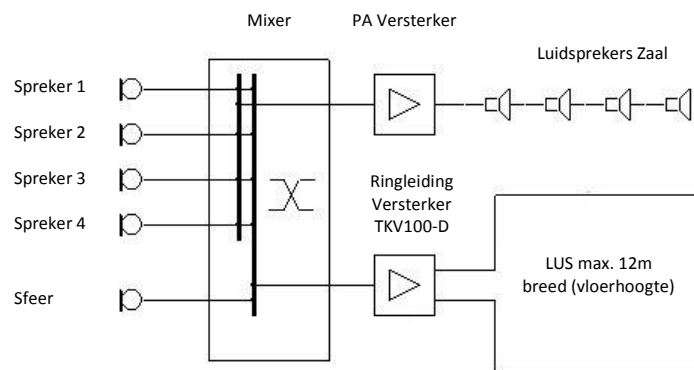 Mixer
PA Versterker
Luidsprekers Zaal
Spreker 1
Spreker 2
Spreker 3
Spreker 4
Sfeer
Ringleiding
Versterker
TKV100-D
LUS max. 12m
breed (vloerhoogte)